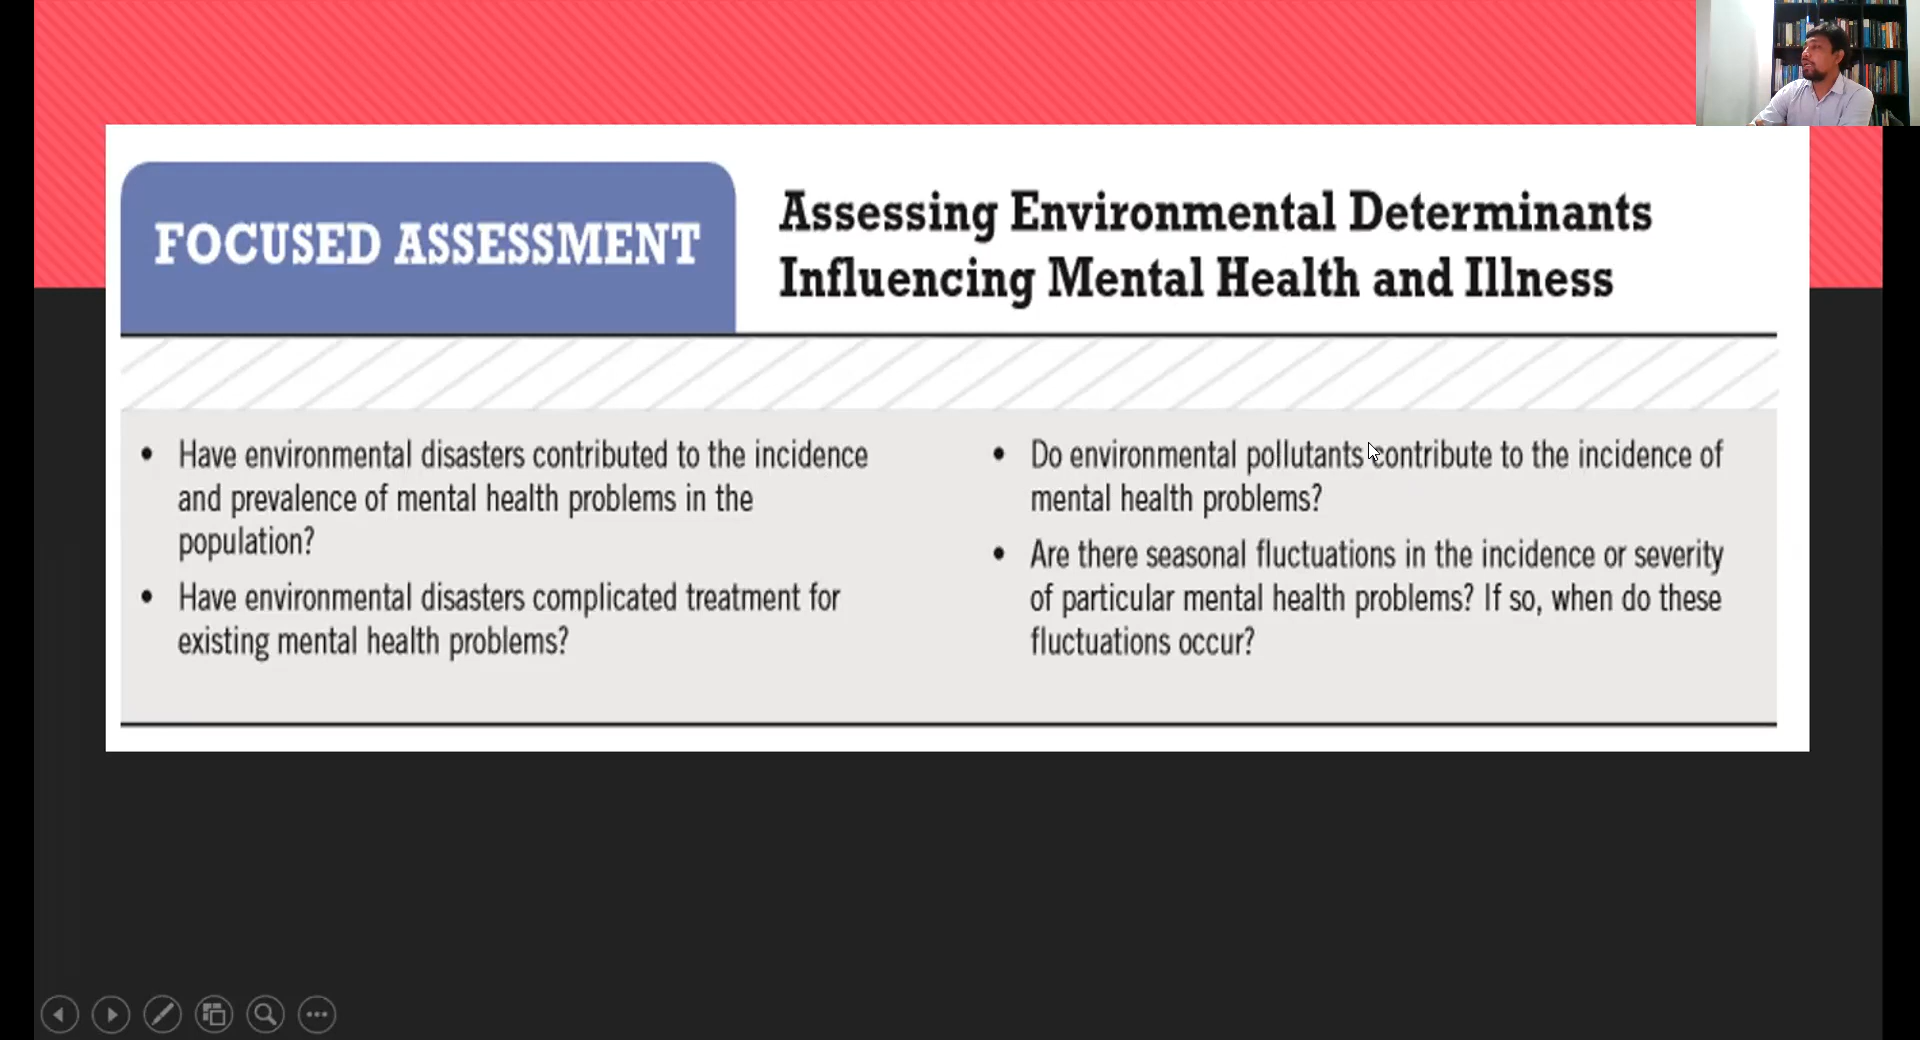 FOCUSED ASSESSMENT
Assessing Environmental Determinants
Influencing Mental Health and Illness
• Have environmental disasters contributed to the incidence
and prevalence of mental health problems in the
population?
• Have environmental disasters complicated treatment for
existing mental health problems?
• Do environmental pollutants contribute to the incidence of
mental health problems?
• Are there seasonal fluctuations in the incidence or severity
of particular mental health problems? If so, when do these
fluctuations occur?